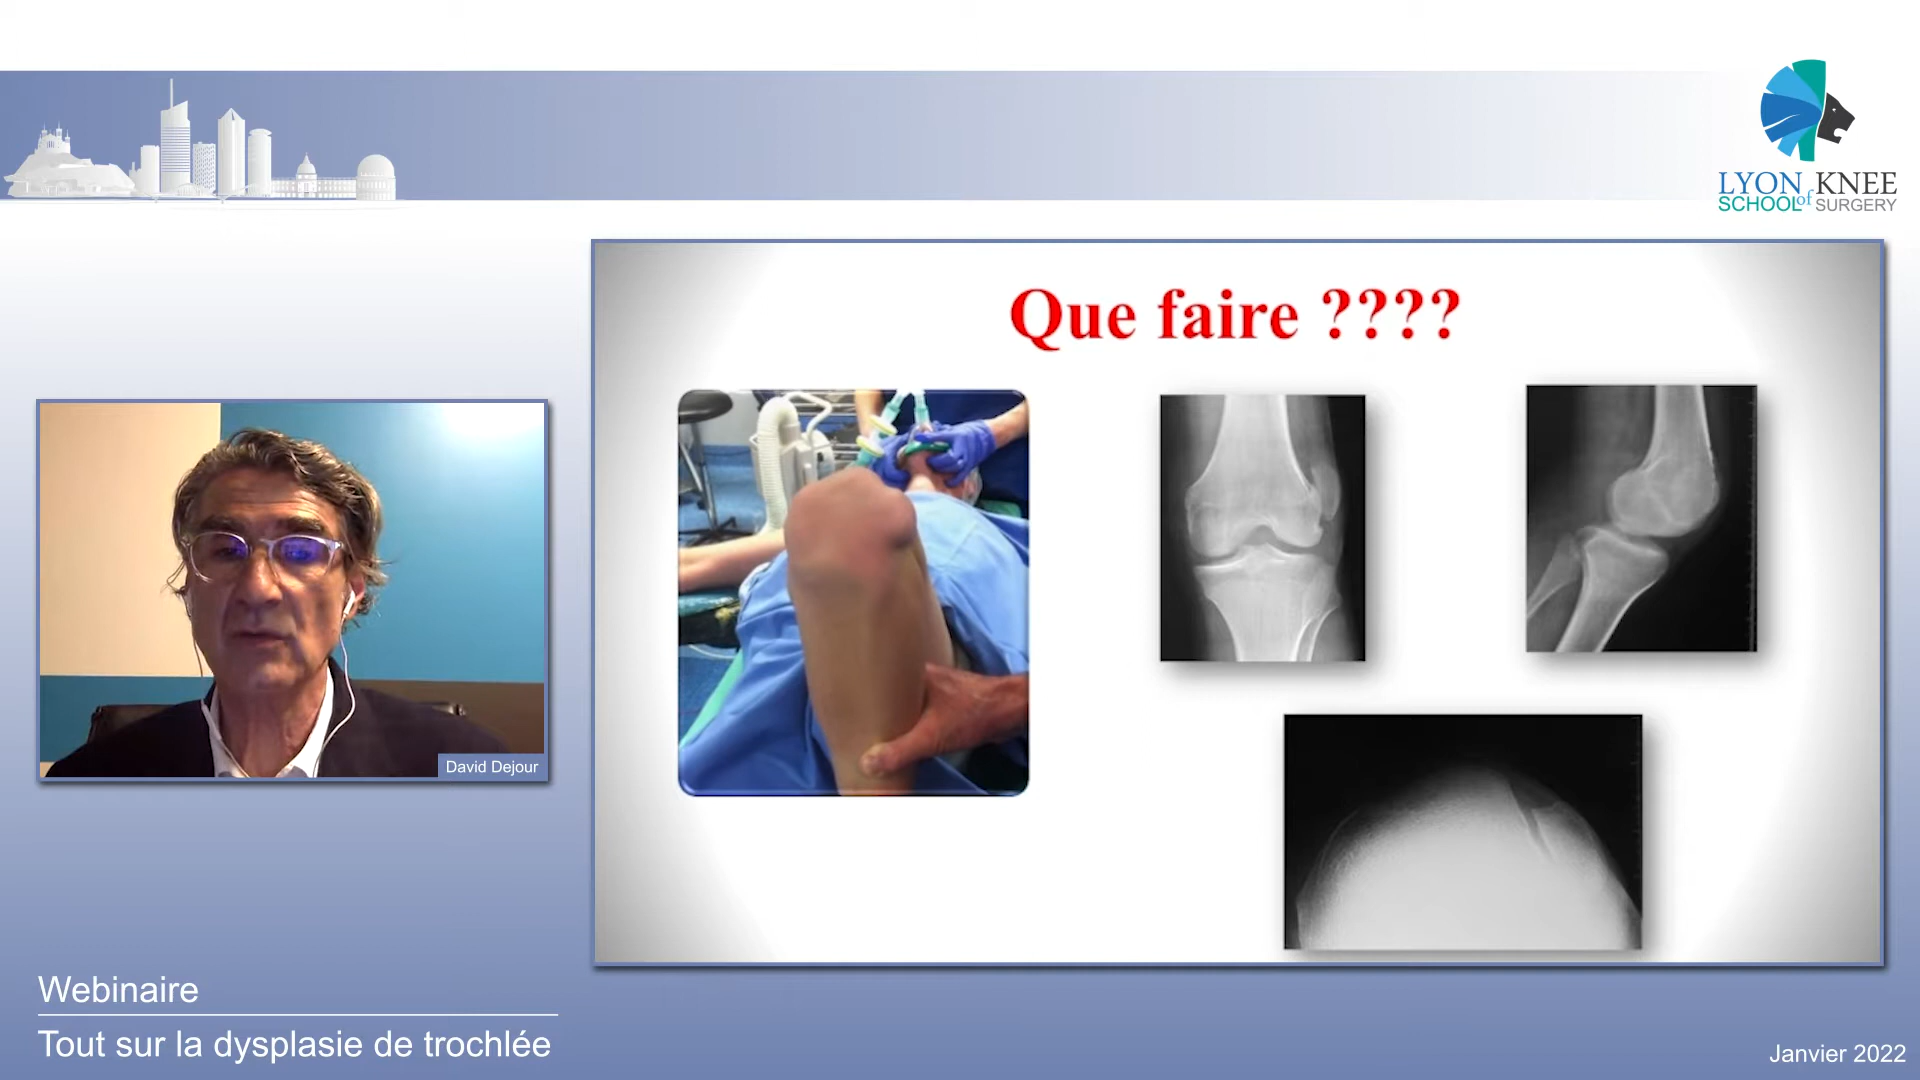 LYON KNEE
SCHOOL of SURGERY
Que faire ????
David Dejour
Webinaire
Tout sur la dysplasie de trochlée
Janvier 2022